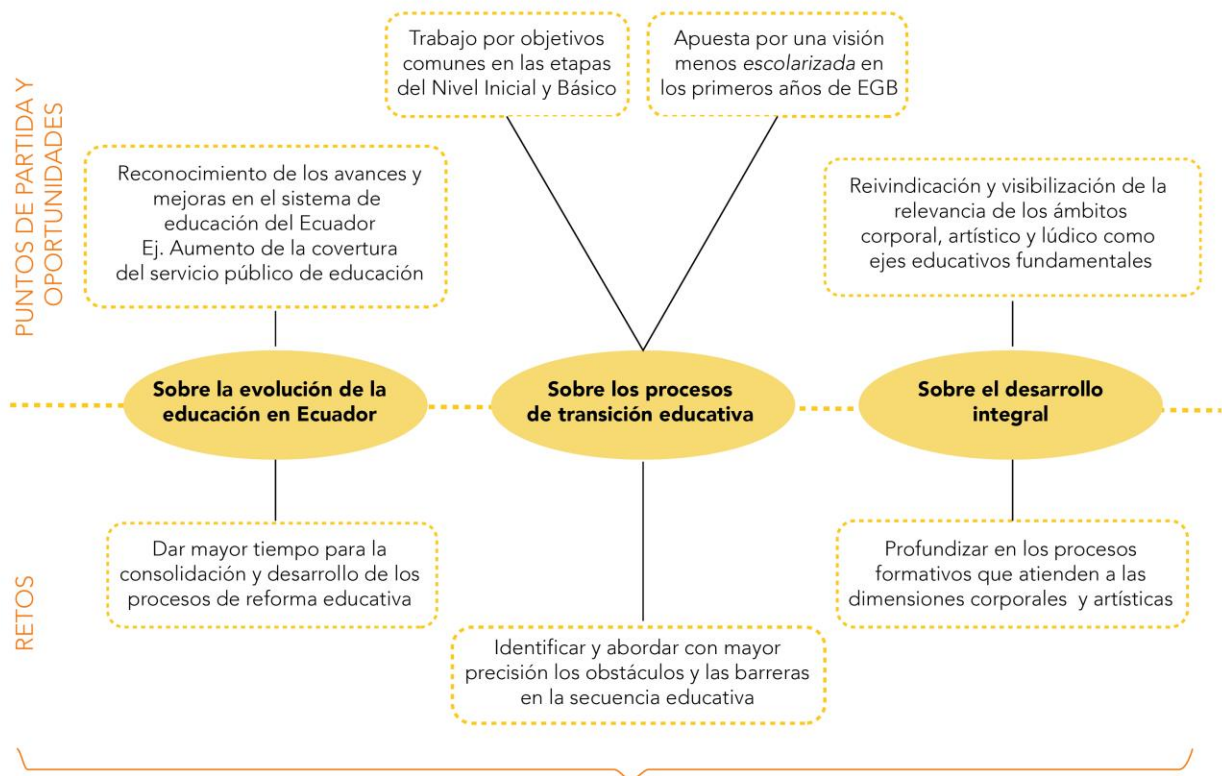 PUNTOS DE PARTIDA Y
OPORTUNIDADES
Trabajo por objetivos
comunes en las etapas
del Nivel Inicial y Básico
Apuesta por una visión
menos escolarizada en
los primeros años de EGB
Reconocimiento de los avances y
mejoras en el sistema de
educación del Ecuador
Ej. Aumento de la covertura
del servicio público de educación
Reivindicación y visibilización de la
relevancia de los ámbitos
corporal, artístico y lúdico como
ejes educativos fundamentales
Sobre la evolución de la
educación en Ecuador
Sobre los procesos
de transición educativa
Sobre el desarrollo
integral
RETOS
Dar mayor tiempo para la
consolidación y desarrollo de los
procesos de reforma educativa
Identificar y abordar con mayor
precisión los obstáculos y las barreras
en la secuencia educativa
Profundizar en los procesos
formativos que atienden a las
dimensiones corporales y artísticas